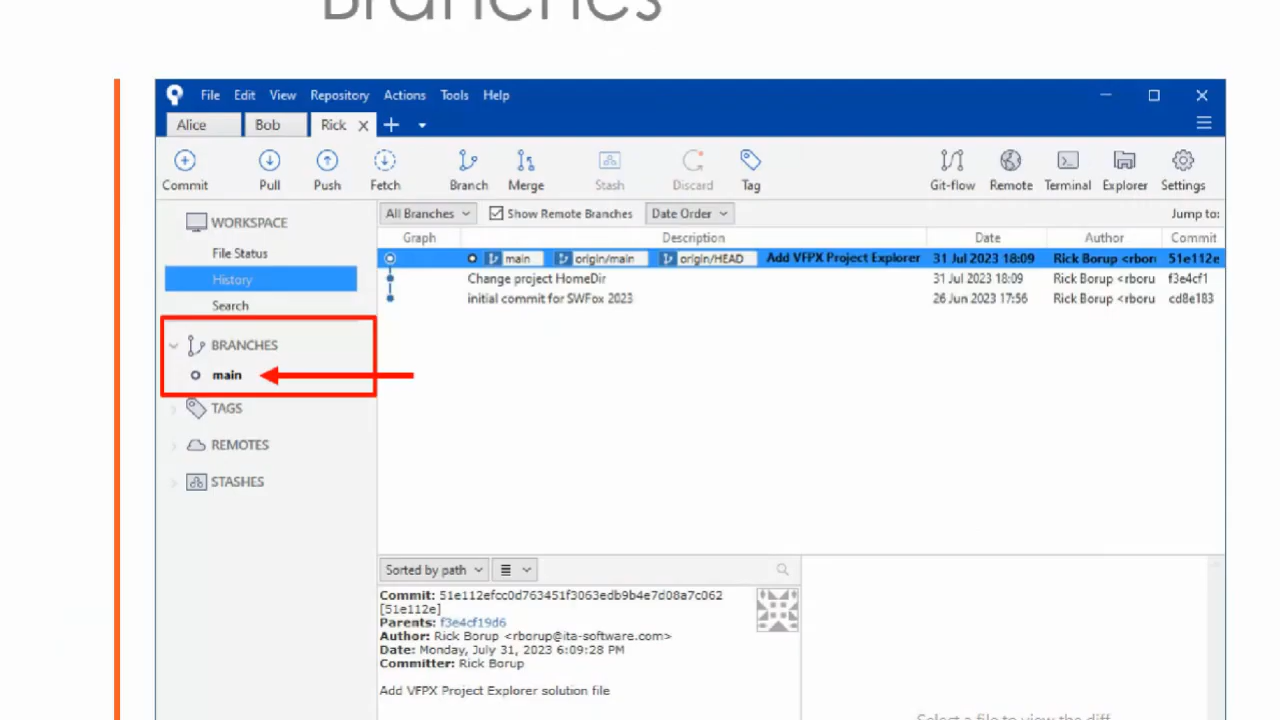 Branches
File Edit View Repository Actions Tools Help
Alice Bob Rick
Commit Pull Push Fetch Branch Merge Stash Discard Tag Git-flow Remote Terminal Explorer Settings
WORKSPACE
File Status
History
Search
BRANCHES
main
TAGS
REMOTES
STASHES
All Branches Show Remote Branches Date Order Jump to:
Graph Description Date Author Commit
main origin/main origin/HEAD Add VFPX Project Explorer 31 Jul 2023 18:09 Rick Borup <rborı 51e112e
Change project HomeDir 31 Jul 2023 18:09 Rick Borup <rboru f3e4cf1
initial commit for SWFox 2023 26 Jun 2023 17:56 Rick Borup <rboru cd8e183
Sorted by path
Commit: 51e112efcc0d763451f3063edb9b4e7d08a7c062
[51e112e]
Parents: f3e4cf19d6
Author: Rick Borup <rborup@ita-software.com>
Date: Monday, July 31, 2023 6:09:28 PM
Committer: Rick Borup
Add VFPX Project Explorer solution file
Select a file to view the diff